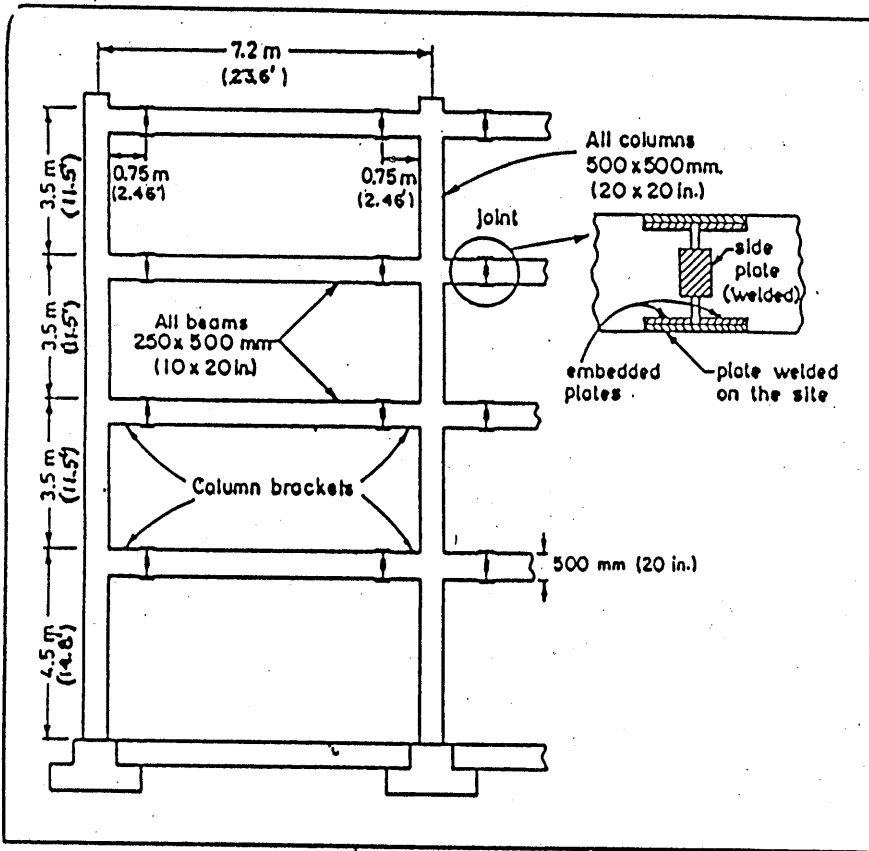 7.2 m
(23.6')
0.75 m
(2.46')
0.75 m
(2.46')
All columns
500 x 500 mm.
(20 x 20 in.)
joint
side
plate
(welded)
embedded
plates
plate welded
on the site
All beams
250 x 500 mm
(10 x 20 in.)
Column brackets
500 mm (20 in.)
3.5 m
(11.5')
3.5 m
(11.5')
3.5 m
(11.5')
4.5 m
(14.8')